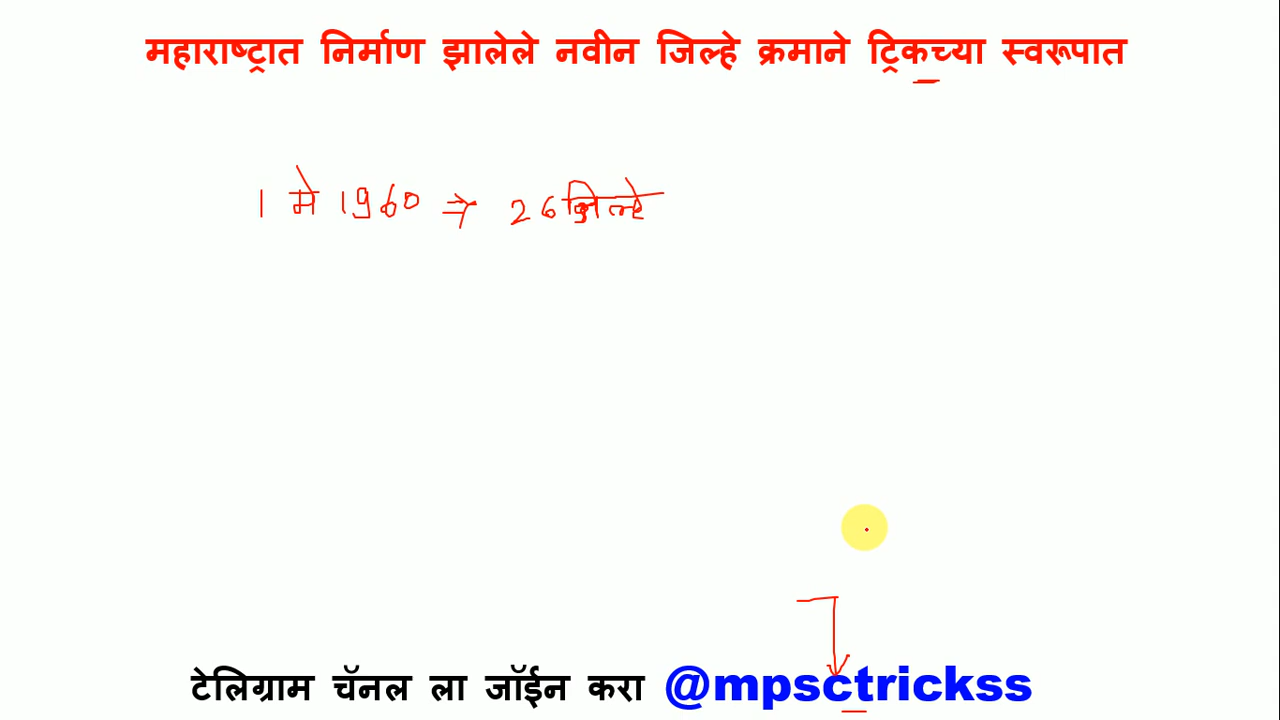 महाराष्ट्रात निर्माण झालेले नवीन जिल्हे क्रमाने ट्रिकच्या स्वरूपात
1 मे 1960 ⇒ 26 जिल्हे
टेलिग्राम चॅनल ला जॉईन करा @mpsctrickss